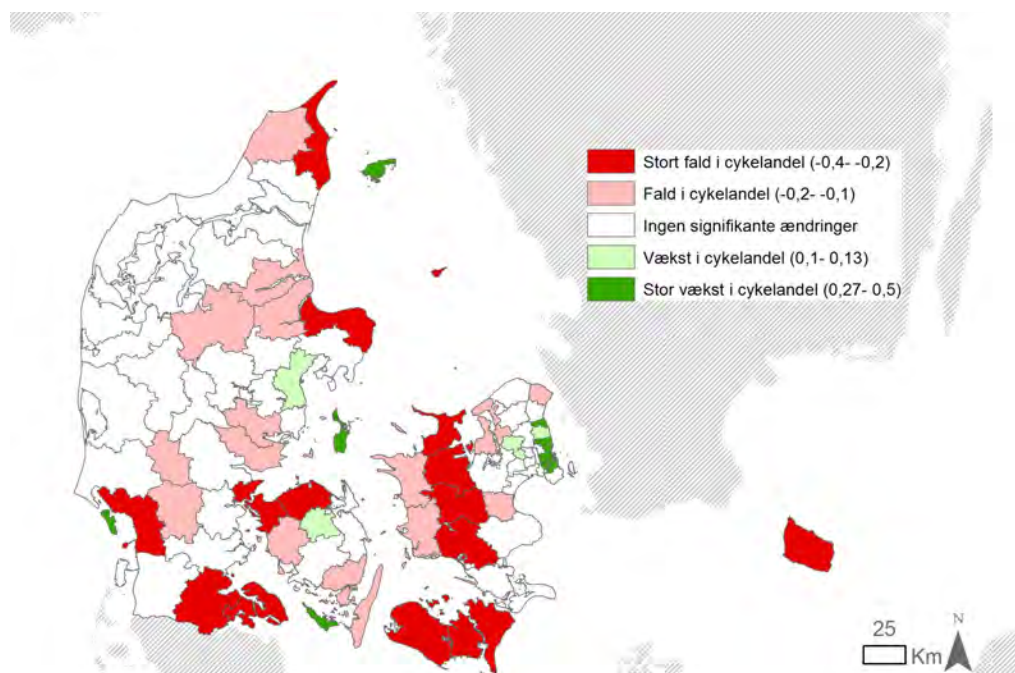 Stort fald i cykelandel (-0,4- -0,2)
Fald i cykelandel (-0,2- -0,1)
Ingen signifikante ændringer
Vækst i cykelandel (0,1- 0,13)
Stor vækst i cykelandel (0,27- 0,5)
25
Km
N